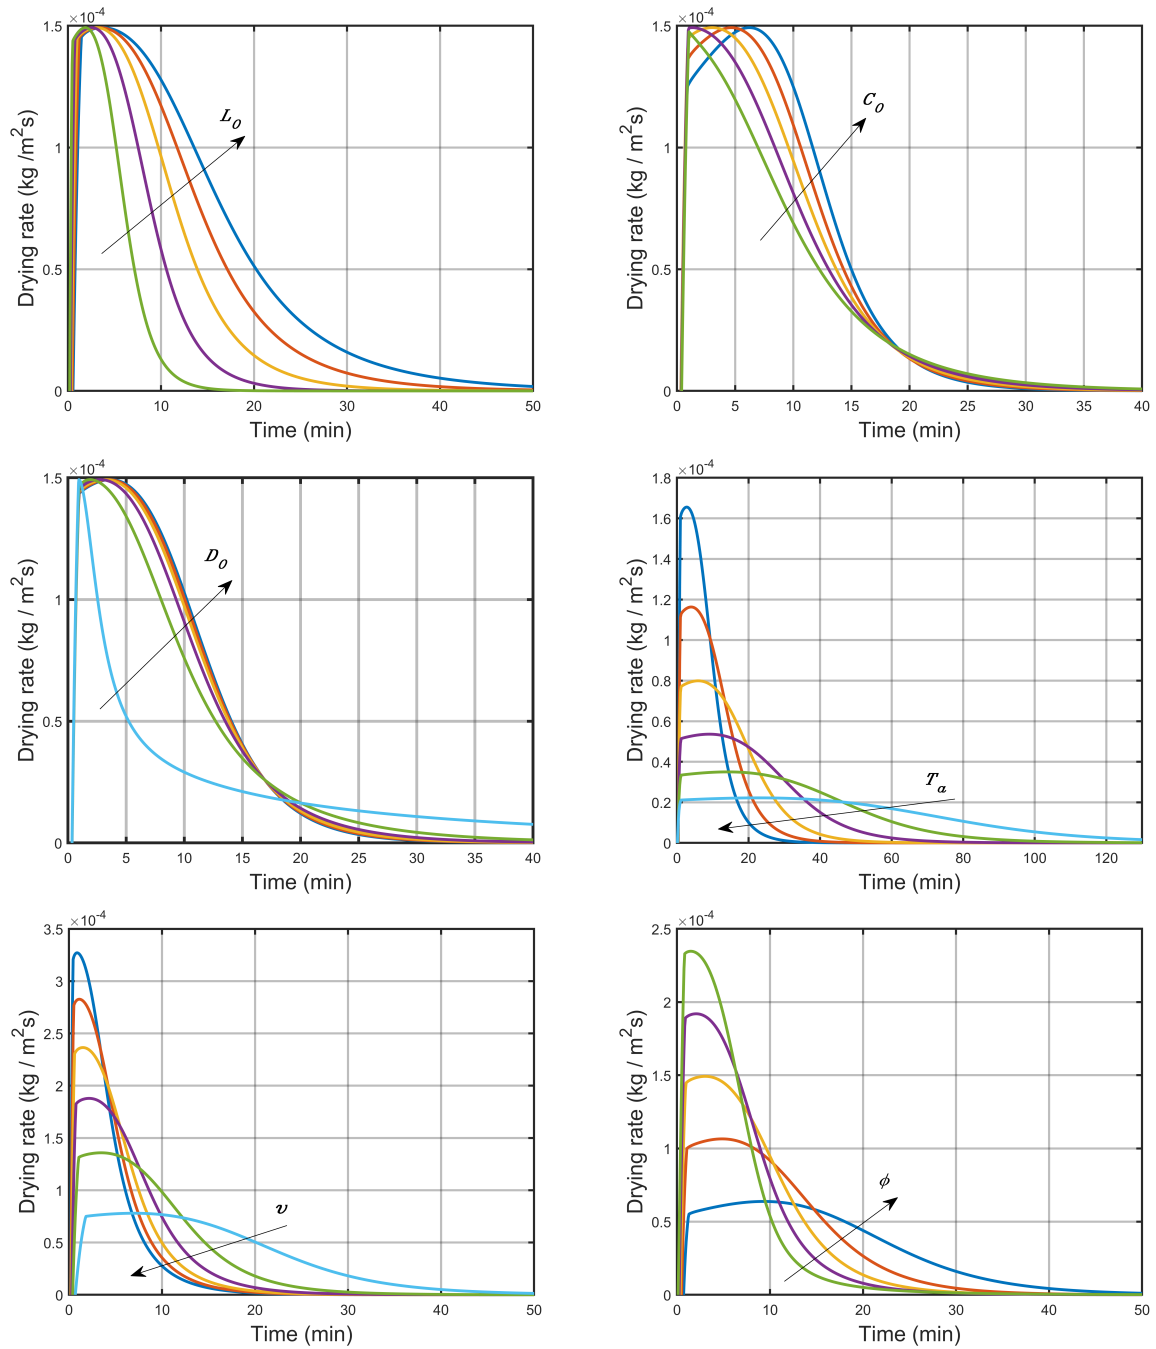 ×10-4
1.5
1
0.5
0
Drying rate (kg /m2s)
L0
0 10 20 30 40 50
Time (min)
×10-4
1.5
1
0.5
0
Drying rate (kg / m2s)
C0
0 5 10 15 20 25 30 35 40
Time (min)
×10-4
1.5
1
0.5
0
Drying rate (kg / m2s)
D0
0 5 10 15 20 25 30 35 40
Time (min)
×10-4
1.8
1.6
1.4
1.2
1
0.8
0.6
0.4
0.2
0
Drying rate (kg / m2s)
Ta
0 20 40 60 80 100 120
Time (min)
×10-4
3.5
3
2.5
2
1.5
1
0.5
0
Drying rate (kg / m2s)
v
0 10 20 30 40 50
Time (min)
×10-4
2.5
2
1.5
1
0.5
0
Drying rate (kg / m2s)
ϕ
0 10 20 30 40 50
Time (min)